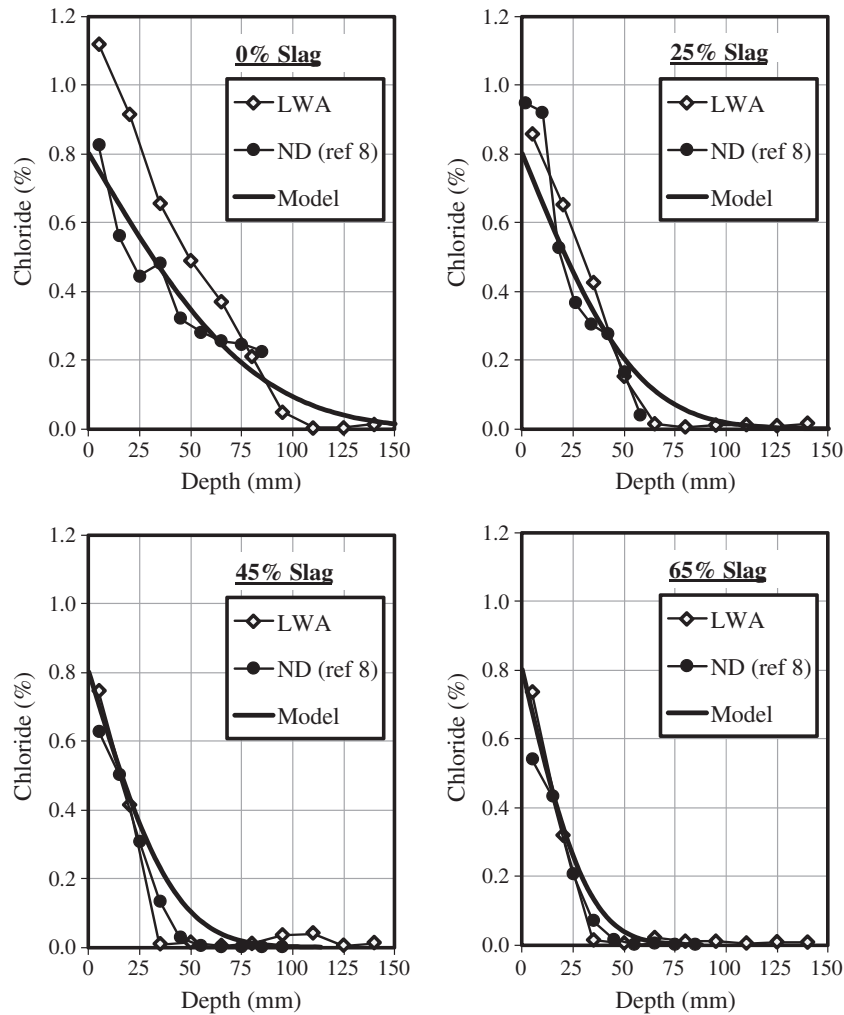 0% Slag
LWA
ND (ref 8)
Model
Chloride (%)
1.2
1.0
0.8
0.6
0.4
0.2
0.0
0 25 50 75 100 125 150
Depth (mm)
25% Slag
LWA
ND (ref 8)
Model
Chloride (%)
1.2
1.0
0.8
0.6
0.4
0.2
0.0
0 25 50 75 100 125 150
Depth (mm)
45% Slag
LWA
ND (ref 8)
Model
Chloride (%)
1.2
1.0
0.8
0.6
0.4
0.2
0.0
0 25 50 75 100 125 150
Depth (mm)
65% Slag
LWA
ND (ref 8)
Model
Chloride (%)
1.2
1.0
0.8
0.6
0.4
0.2
0.0
0 25 50 75 100 125 150
Depth (mm)